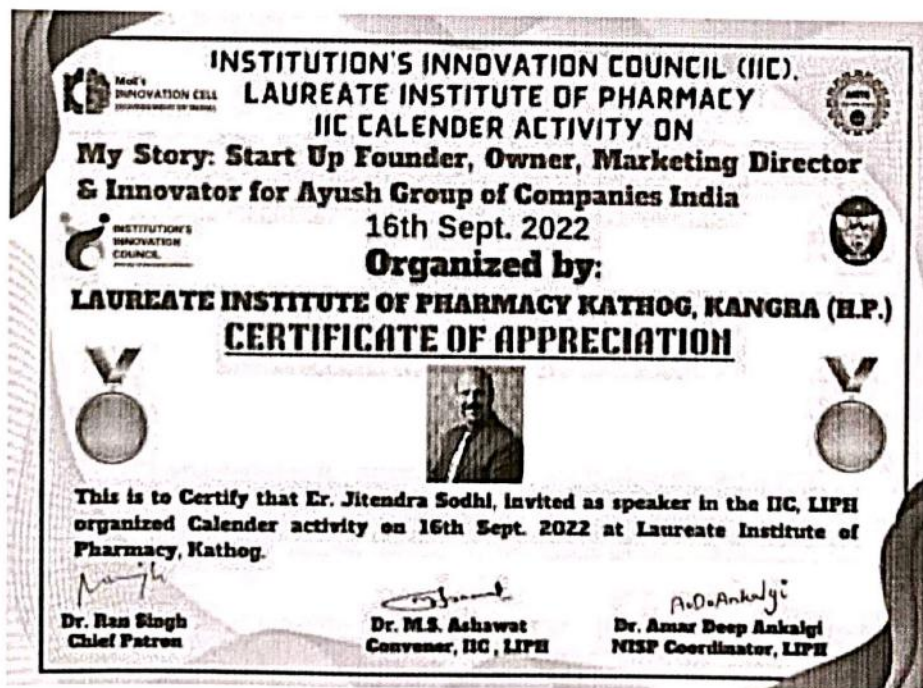 INSTITUTION'S INNOVATION COUNCIL (IIC).
MoE's
INNOVATION CELL
LAUREATE INSTITUTE OF PHARMACY
IIC CALENDER ACTIVITY ON
My Story: Start Up Founder, Owner, Marketing Director
& Innovator for Ayush Group of Companies India
INSTITUTION'S
INNOVATION
COUNCIL
16th Sept. 2022
Organized by:
LAUREATE INSTITUTE OF PHARMACY KATHOG, KANGRA (H.P.)
CERTIFICATE OF APPRECIATION
This is to Certify that Er. Jitendra Sodhi, invited as speaker in the IIC, LIPH
organized Calender activity on 16th Sept. 2022 at Laureate Institute of
Pharmacy, Kathog.
A.D.Ankalgi
Dr. Ran Singh
Chief Patron
Dr. M.S. Ashawat
Convener, IIC , LIPH
Dr. Amar Deep Ankalgi
NISP Coordinator, LIPH